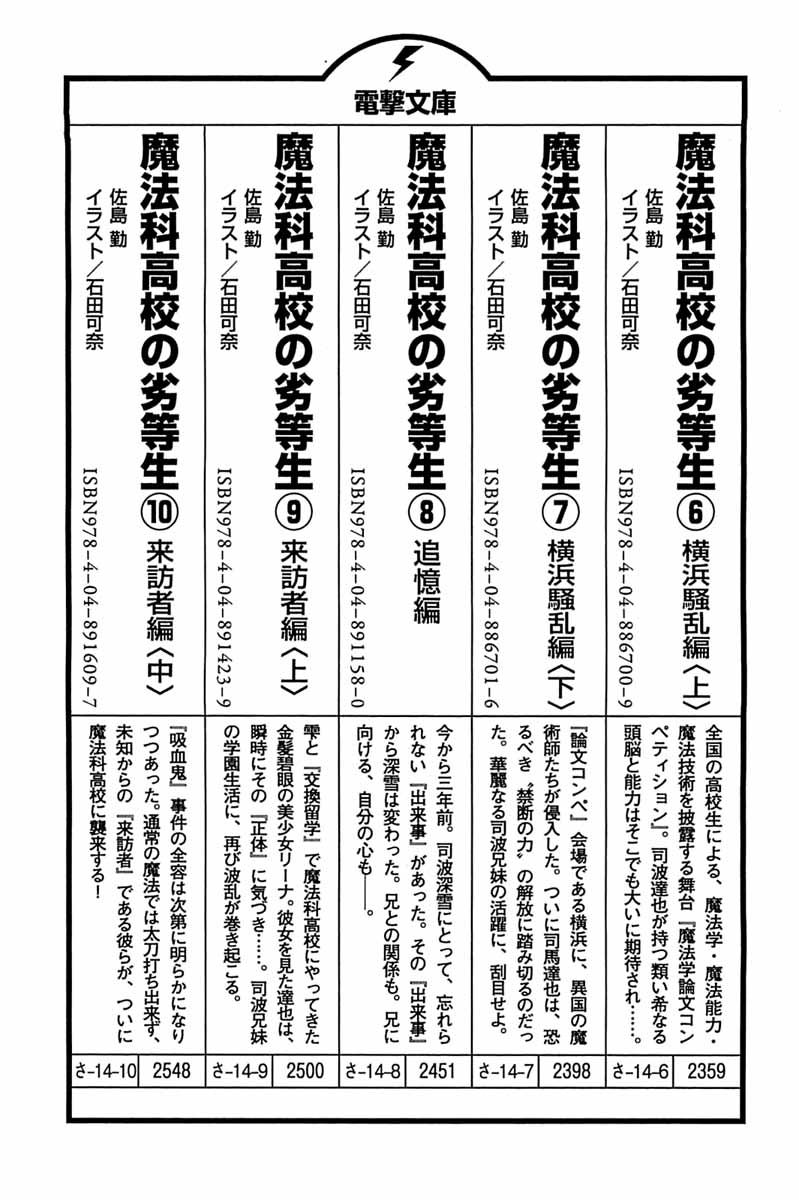 電撃文庫
魔法科高校の劣等生⑥ 横浜騒乱編〈上〉
佐島 勤
イラスト/石田可奈
ISBN978-4-04-886700-9
全国の高校生による、魔法学・魔法能力・
魔法技術を披露する舞台『魔法学論文コン
ペティション』。司波達也が持つ類い希なる
頭脳と能力はそこでも大いに期待され……。
さ-14-6
2359
魔法科高校の劣等生⑦ 横浜騒乱編〈下〉
佐島 勤
イラスト/石田可奈
ISBN978-4-04-886701-6
『論文コンペ』会場である横浜に、異国の魔
術師たちが侵入した。ついに司馬達也は、恐
るべき〝禁断の力〟の解放に踏み切るのだっ
た。華麗なる司波兄妹の活躍に、刮目せよ。
さ-14-7
2398
魔法科高校の劣等生⑧ 追憶編
佐島 勤
イラスト/石田可奈
ISBN978-4-04-891158-0
今から三年前。司波深雪にとって、忘れら
れない『出来事』があった。その『出来事』
から深雪は変わった。兄との関係も。兄に
向ける、自分の心も――。
さ-14-8
2451
魔法科高校の劣等生⑨ 来訪者編〈上〉
佐島 勤
イラスト/石田可奈
ISBN978-4-04-891423-9
雫と『交換留学』で魔法科高校にやってきた
金髪碧眼の美少女リーナ。彼女を見た達也は、
瞬時にその『正体』に気づき……。司波兄妹
の学園生活に、再び波乱が巻き起こる。
さ-14-9
2500
魔法科高校の劣等生⑩ 来訪者編〈中〉
佐島 勤
イラスト/石田可奈
ISBN978-4-04-891609-7
『吸血鬼』事件の全容は次第に明らかになり
つつあった。通常の魔法では太刀打ち出来ず、
未知からの『来訪者』である彼らが、ついに
魔法科高校に襲来する!
さ-14-10
2548